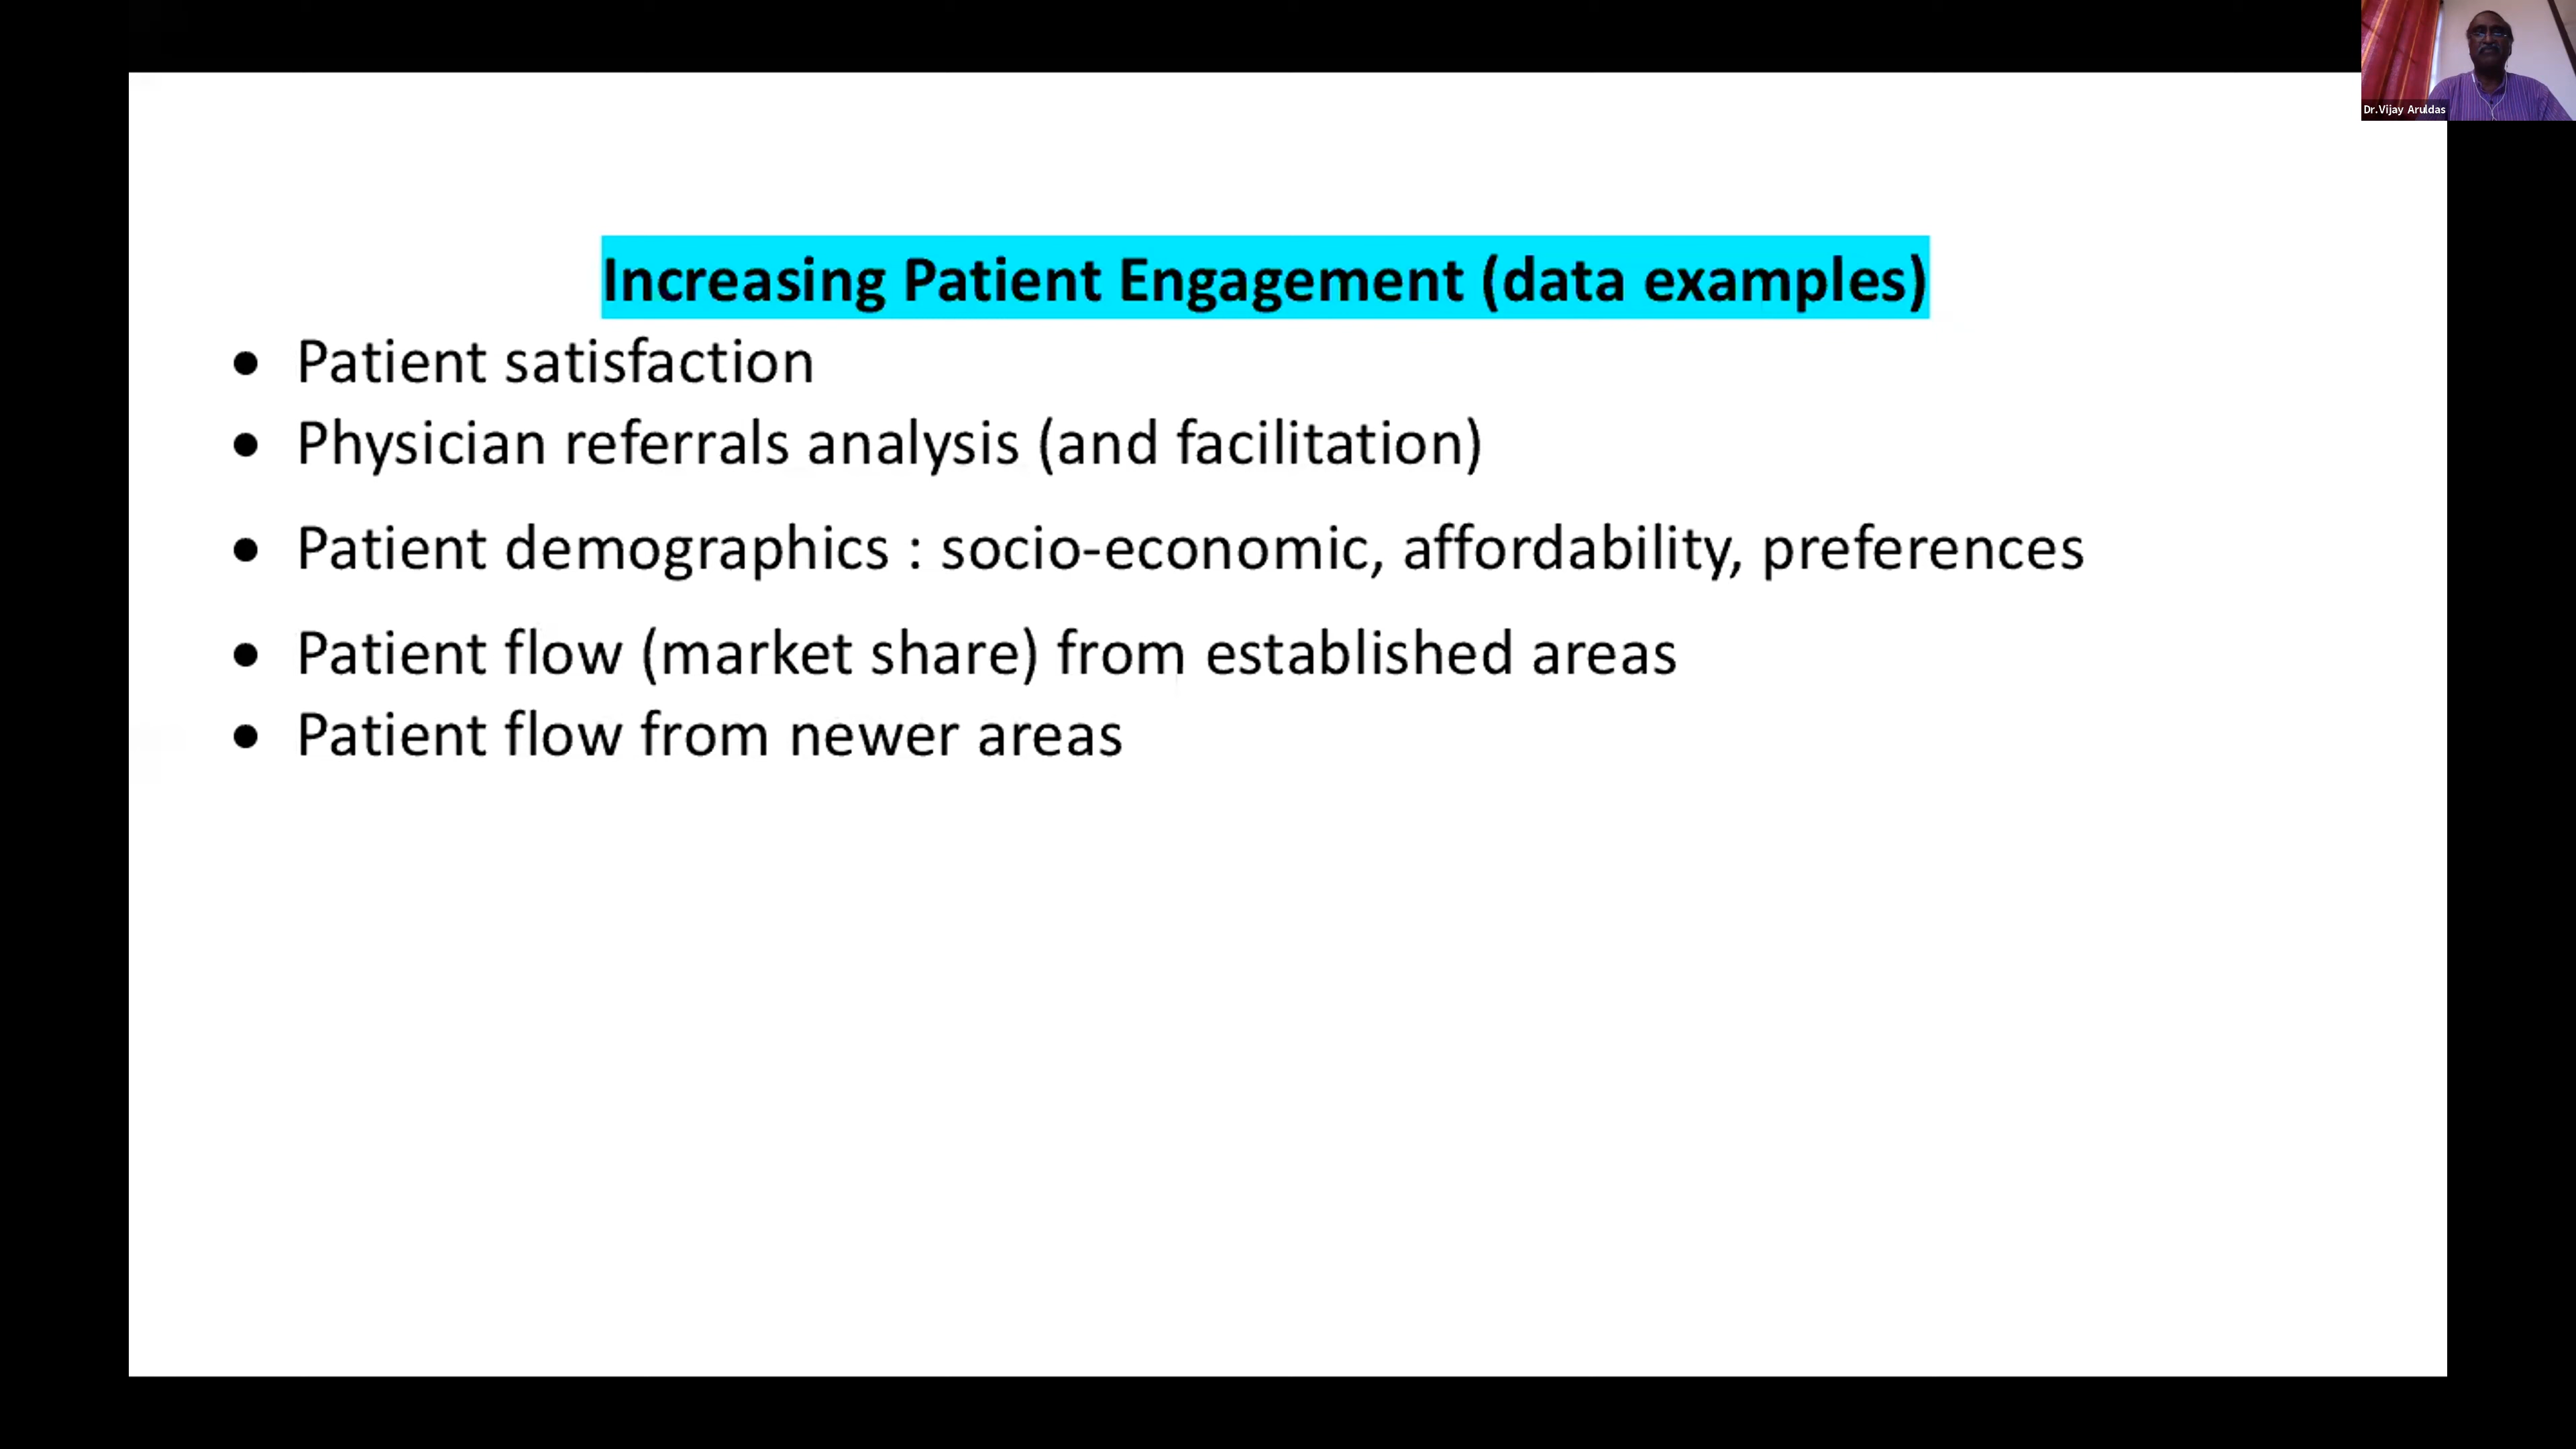 Dr.Vijay Aruldas
Increasing Patient Engagement (data examples)
• Patient satisfaction
• Physician referrals analysis (and facilitation)
• Patient demographics : socio-economic, affordability, preferences
• Patient flow (market share) from established areas
• Patient flow from newer areas